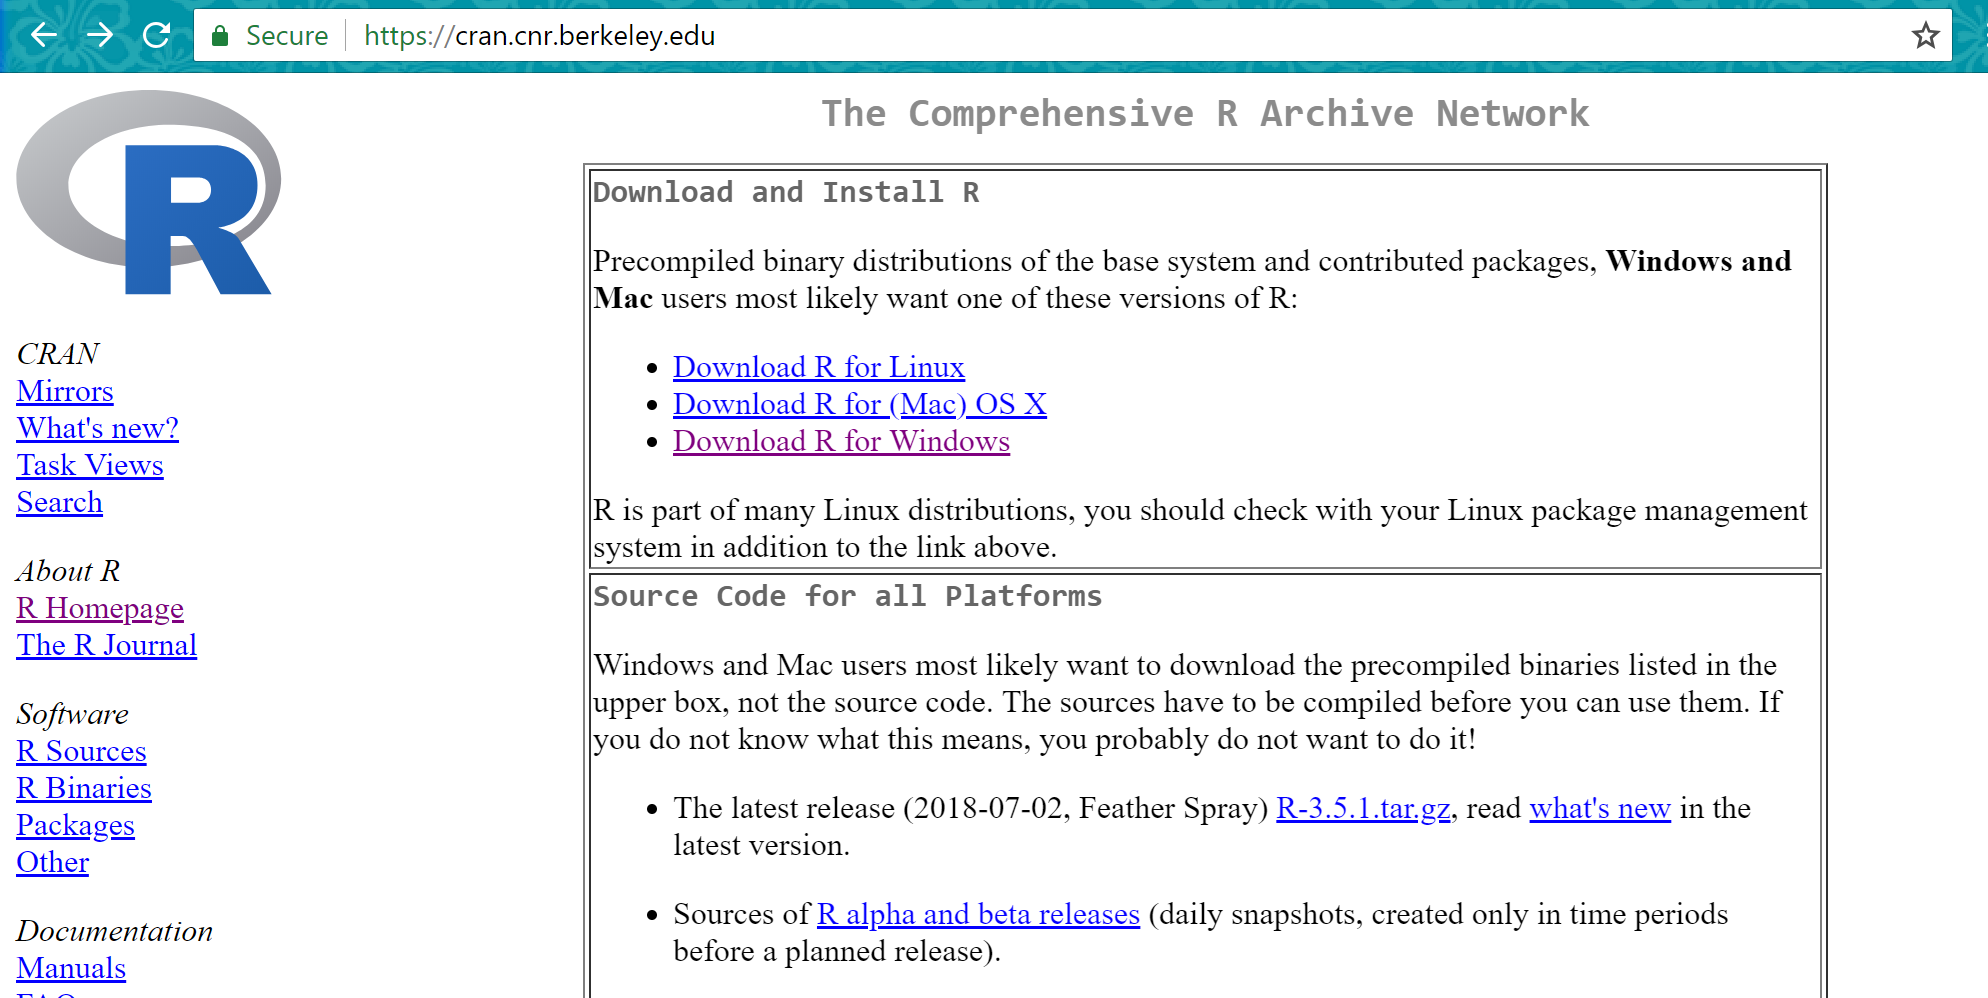 Secure https://cran.cnr.berkeley.edu
R
CRAN
Mirrors
What's new?
Task Views
Search
About R
R Homepage
The R Journal
Software
R Sources
R Binaries
Packages
Other
Documentation
Manuals
The Comprehensive R Archive Network
Download and Install R
Precompiled binary distributions of the base system and contributed packages, Windows and
Mac users most likely want one of these versions of R:
• Download R for Linux
• Download R for (Mac) OS X
• Download R for Windows
R is part of many Linux distributions, you should check with your Linux package management
system in addition to the link above.
Source Code for all Platforms
Windows and Mac users most likely want to download the precompiled binaries listed in the
upper box, not the source code. The sources have to be compiled before you can use them. If
you do not know what this means, you probably do not want to do it!
• The latest release (2018-07-02, Feather Spray) R-3.5.1.tar.gz, read what's new in the
latest version.
• Sources of R alpha and beta releases (daily snapshots, created only in time periods
before a planned release).